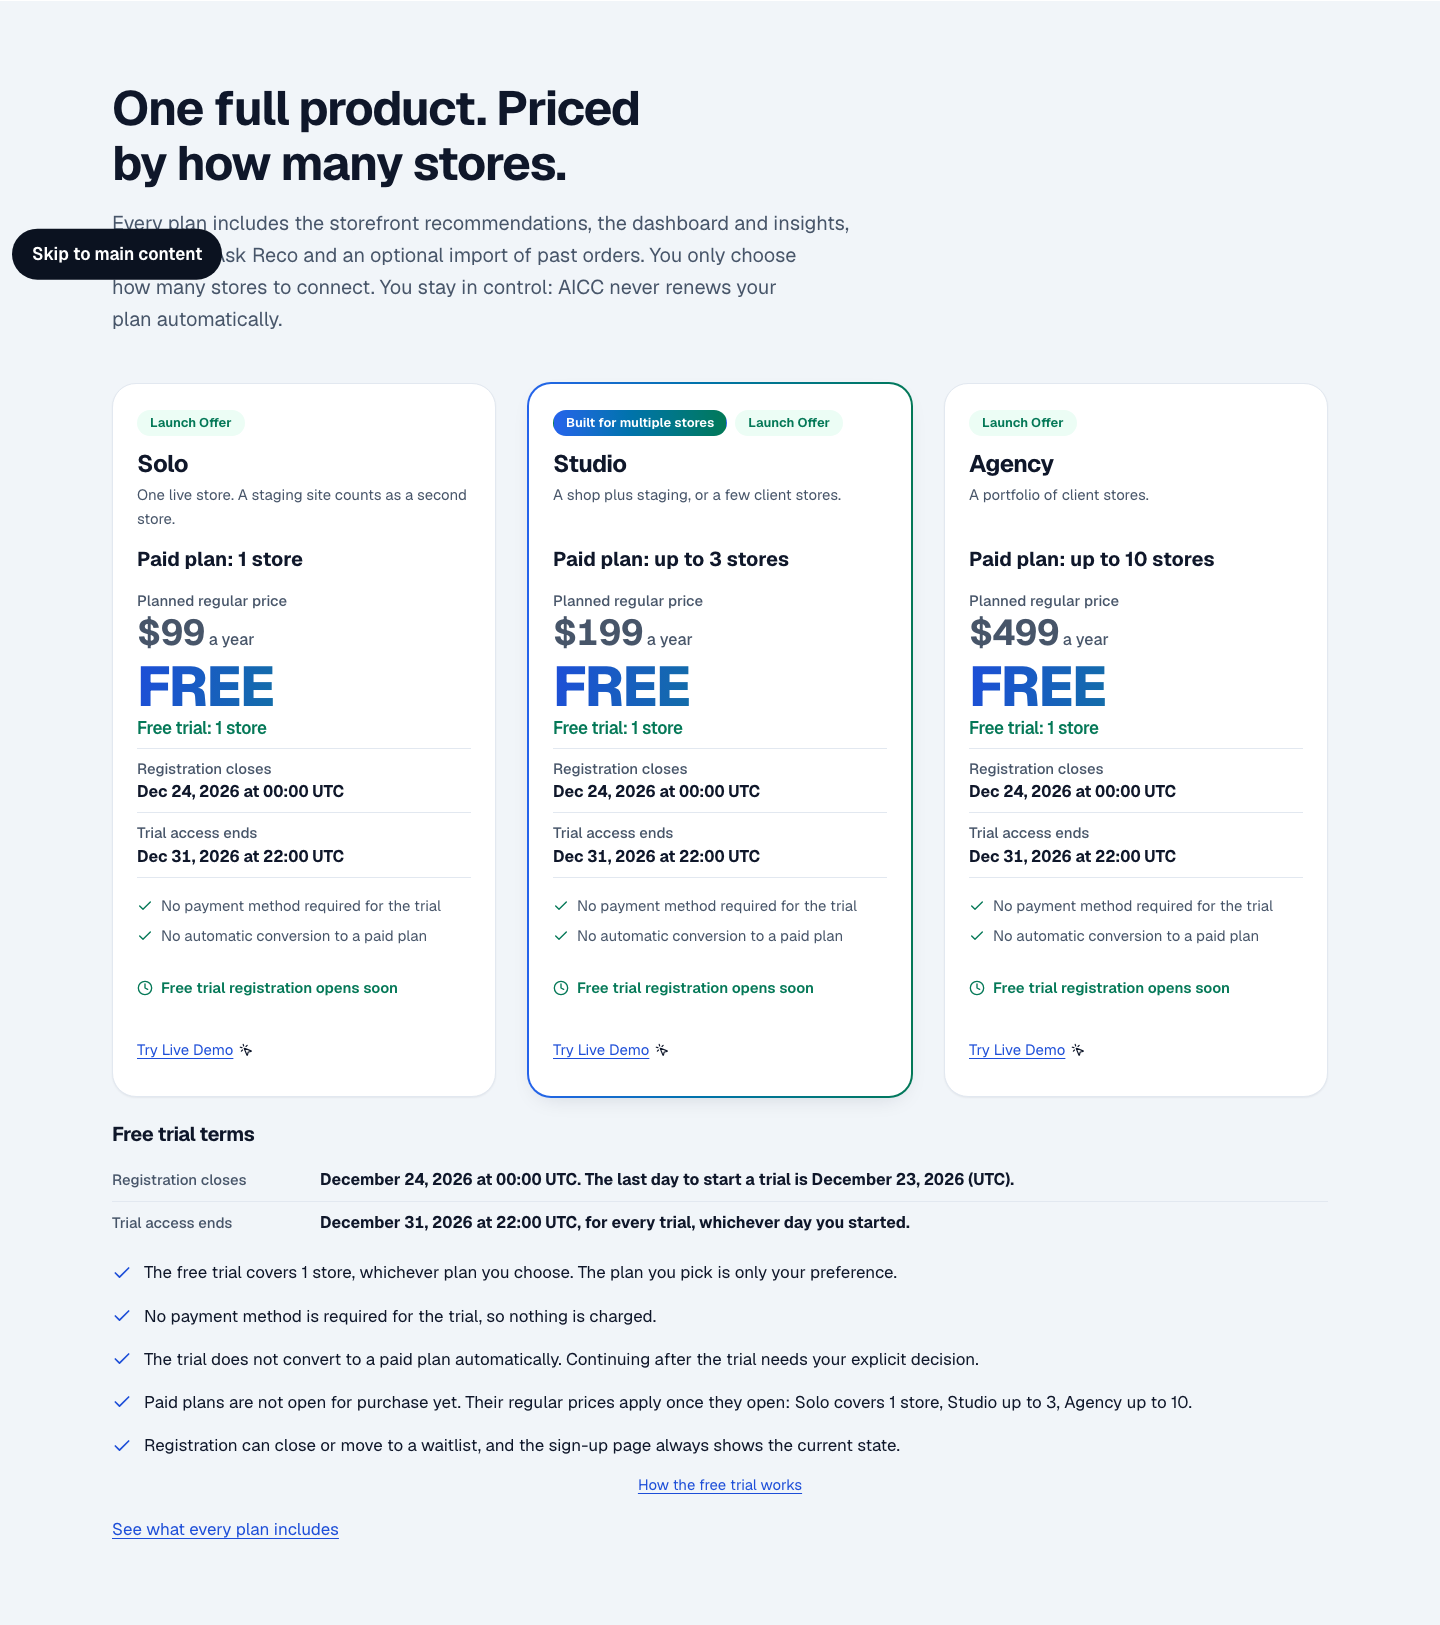 One full product. Priced
by how many stores.
Every plan includes the storefront recommendations, the dashboard and insights,
Skip to main content
Ask Reco and an optional import of past orders. You only choose
how many stores to connect. You stay in control: AICC never renews your
plan automatically.
Launch Offer
Solo
One live store. A staging site counts as a second
store.
Paid plan: 1 store
Planned regular price
$99 a year
FREE
Free trial: 1 store
Registration closes
Dec 24, 2026 at 00:00 UTC
Trial access ends
Dec 31, 2026 at 22:00 UTC
No payment method required for the trial
No automatic conversion to a paid plan
Free trial registration opens soon
Try Live Demo
Built for multiple stores
Launch Offer
Studio
A shop plus staging, or a few client stores.
Paid plan: up to 3 stores
Planned regular price
$199 a year
FREE
Free trial: 1 store
Registration closes
Dec 24, 2026 at 00:00 UTC
Trial access ends
Dec 31, 2026 at 22:00 UTC
No payment method required for the trial
No automatic conversion to a paid plan
Free trial registration opens soon
Try Live Demo
Launch Offer
Agency
A portfolio of client stores.
Paid plan: up to 10 stores
Planned regular price
$499 a year
FREE
Free trial: 1 store
Registration closes
Dec 24, 2026 at 00:00 UTC
Trial access ends
Dec 31, 2026 at 22:00 UTC
No payment method required for the trial
No automatic conversion to a paid plan
Free trial registration opens soon
Try Live Demo
Free trial terms
Registration closes December 24, 2026 at 00:00 UTC. The last day to start a trial is December 23, 2026 (UTC).
Trial access ends December 31, 2026 at 22:00 UTC, for every trial, whichever day you started.
The free trial covers 1 store, whichever plan you choose. The plan you pick is only your preference.
No payment method is required for the trial, so nothing is charged.
The trial does not convert to a paid plan automatically. Continuing after the trial needs your explicit decision.
Paid plans are not open for purchase yet. Their regular prices apply once they open: Solo covers 1 store, Studio up to 3, Agency up to 10.
Registration can close or move to a waitlist, and the sign-up page always shows the current state.
How the free trial works
See what every plan includes